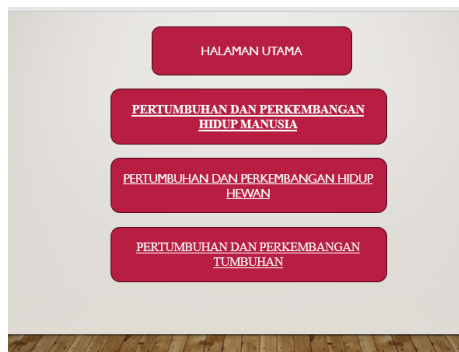 HALAMAN UTAMA
PERTUMBUHAN DAN PERKEMBANGAN
HIDUP MANUSIA
PERTUMBUHAN DAN PERKEMBANGAN HIDUP
HEWAN
PERTUMBUHAN DAN PERKEMBANGAN
TUMBUHAN